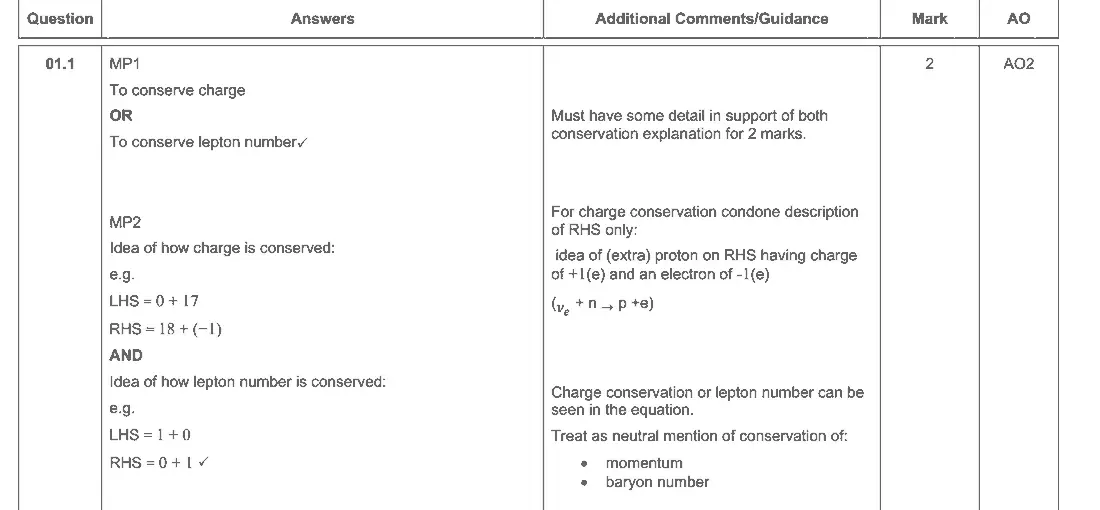 Question Answers Additional Comments/Guidance Mark AO
01.1 MP1 2 AO2
To conserve charge
OR
To conserve lepton number✓
Must have some detail in support of both
conservation explanation for 2 marks.
MP2
Idea of how charge is conserved:
e.g.
LHS = 0 + 17
RHS = 18 + (−1)
For charge conservation condone description
of RHS only:
idea of (extra) proton on RHS having charge
of +1(e) and an electron of -1(e)
(νₑ + n → p +e)
AND
Idea of how lepton number is conserved:
e.g.
LHS = 1 + 0
RHS = 0 + 1 ✓
Charge conservation or lepton number can be
seen in the equation.
Treat as neutral mention of conservation of:
• momentum
• baryon number